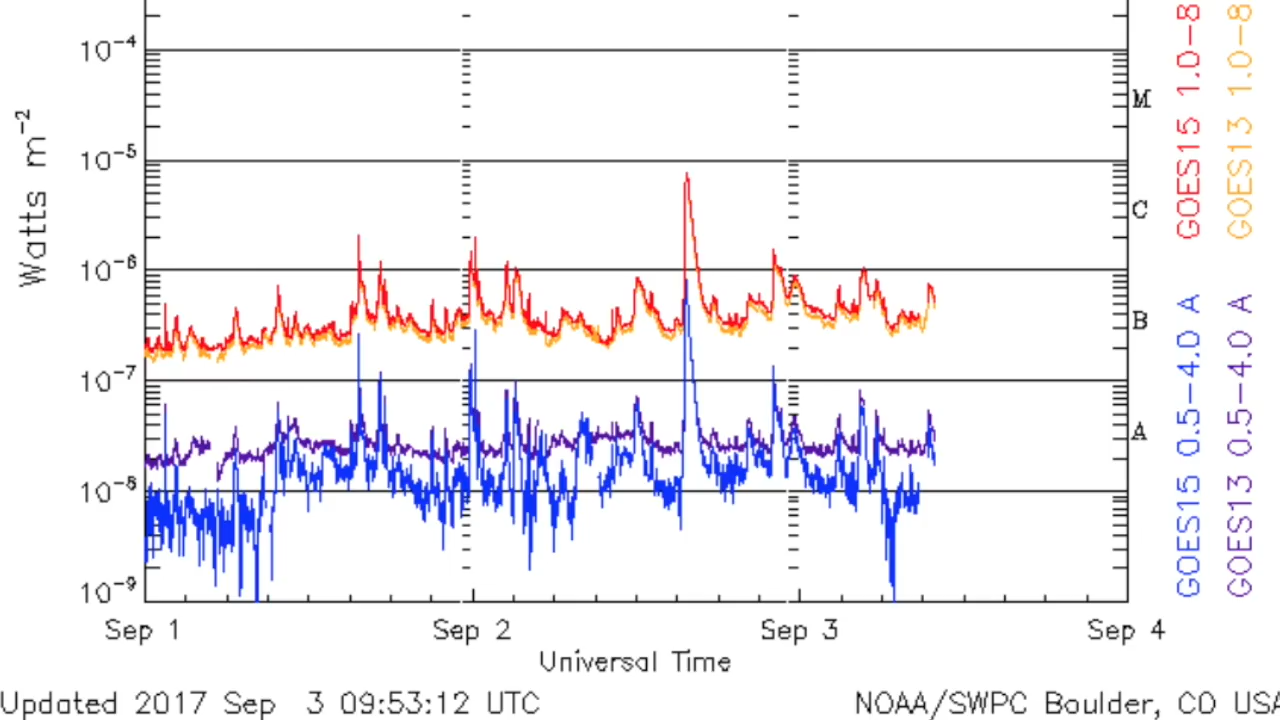 10-4
10-5
10-6
10-7
10-8
10-9
Watts m-2
M
C
B
A
Sep 1 Sep 2 Sep 3 Sep 4
Universal Time
GOES15 1.0-8
GOES13 1.0-8
GOES15 0.5-4.0 A
GOES13 0.5-4.0 A
Updated 2017 Sep 3 09:53:12 UTC
NOAA/SWPC Boulder, CO USA